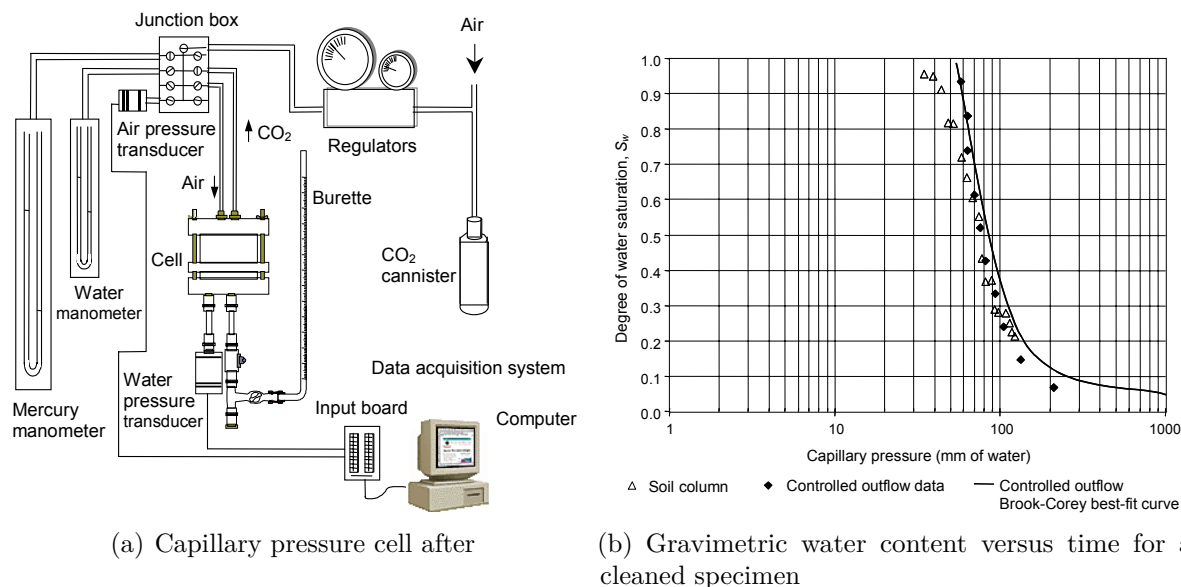 Junction box
Air
Air pressure
transducer
CO2
Regulators
Air
Burette
Cell
CO2
cannister
Water
manometer
Data acquisition system
Water
pressure
transducer
Input board
Computer
Mercury
manometer
(a) Capillary pressure cell after
Degree of water saturation, Sw
1.0
0.9
0.8
0.7
0.6
0.5
0.4
0.3
0.2
0.1
0.0
1 10 100 1000
Capillary pressure (mm of water)
Soil column
Controlled outflow data
Controlled outflow
Brook-Corey best-fit curve
(b) Gravimetric water content versus time for a
cleaned specimen